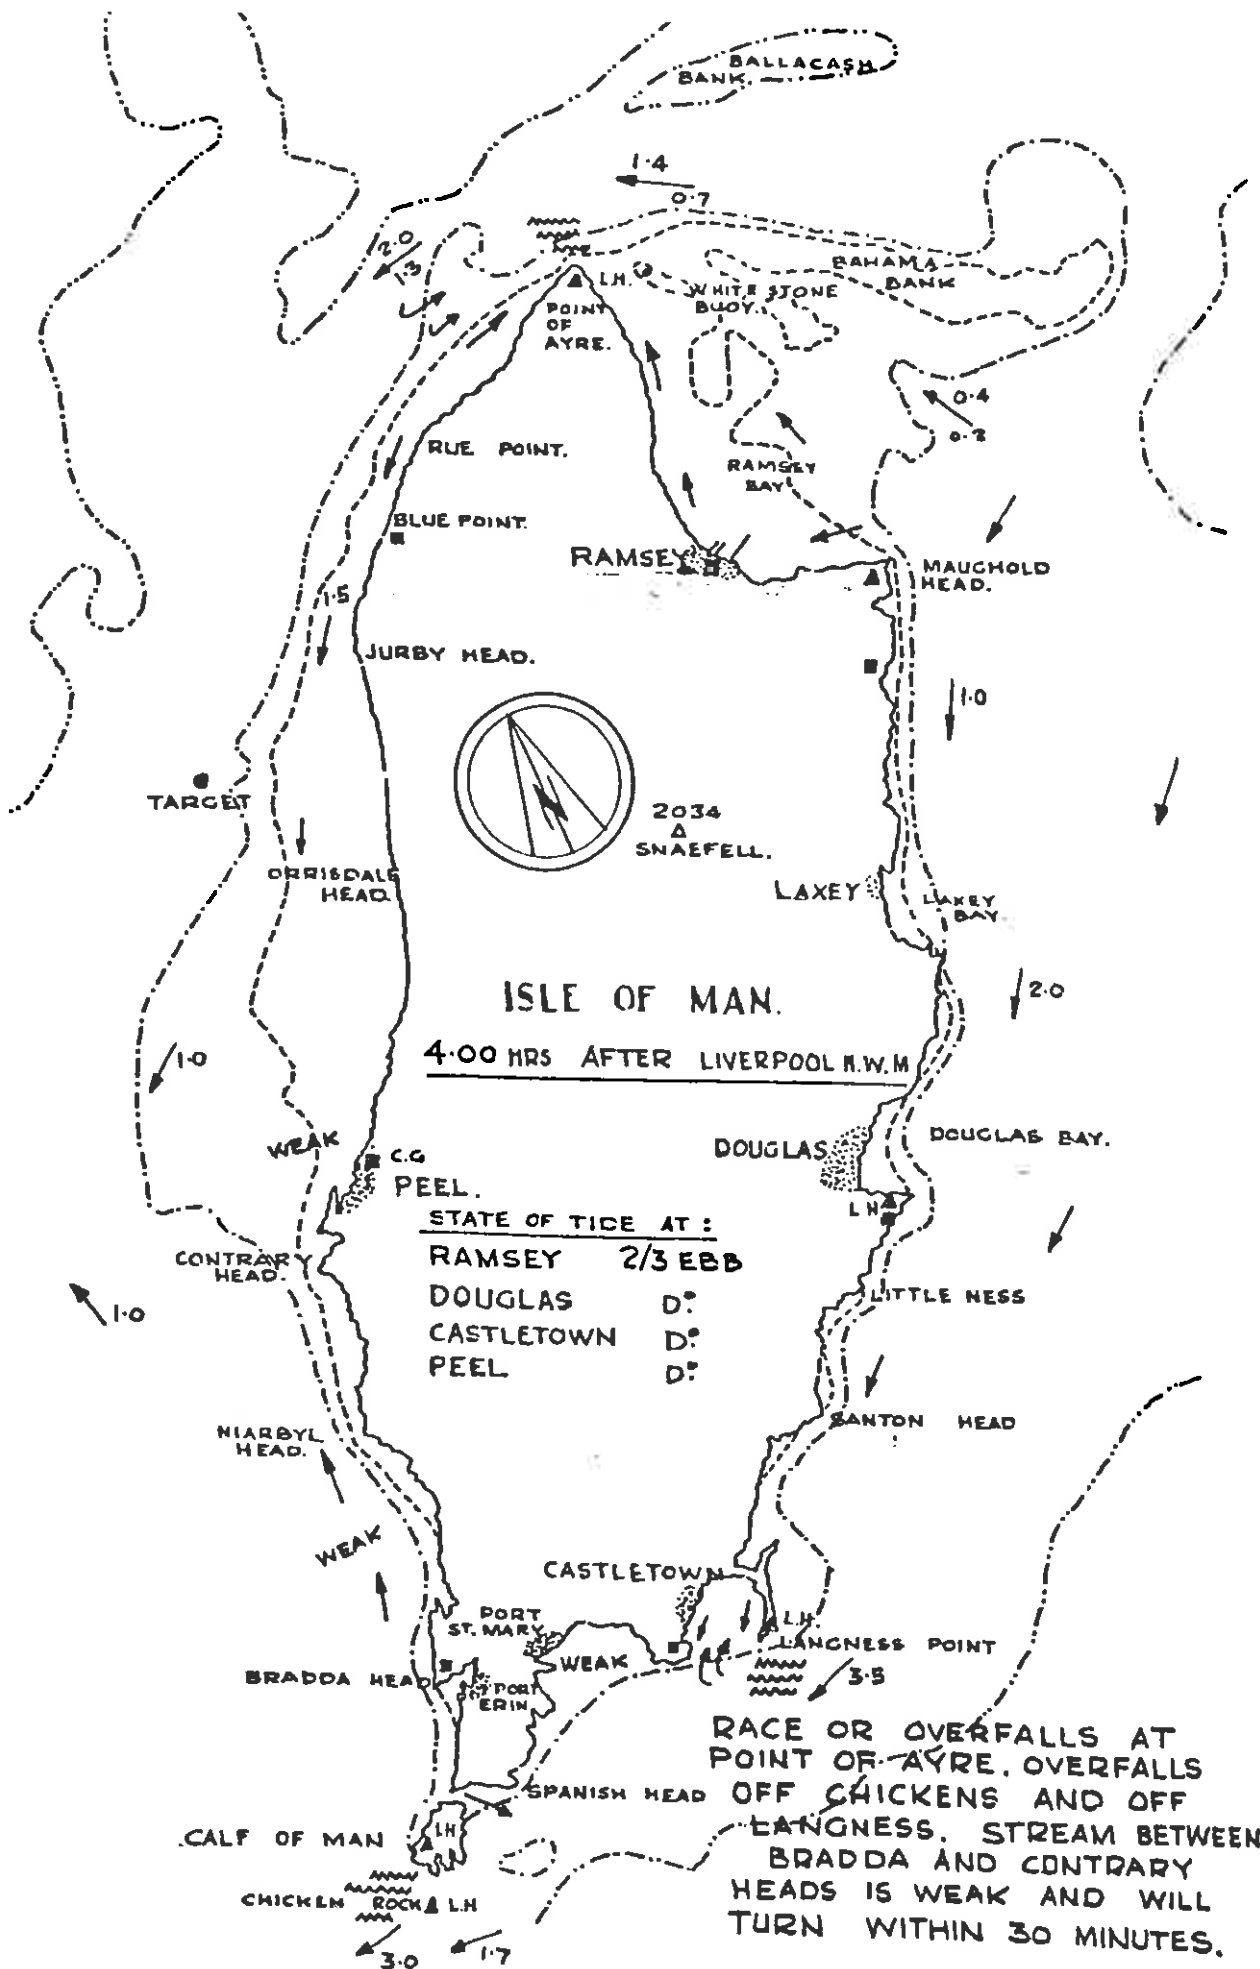 BALLACASH
BANK.
1.4
0.7
2.0
1.3
BAHAMA
BANK
L.H.
WHITE STONE
BUOY.
POINT
OF
AYRE.
0.4
RUE POINT.
RAMSEY
BAY
BLUE POINT.
RAMSEY
MAUGHOLD
HEAD.
1.5
JURBY HEAD.
1.0
TARGET
N
2034
SNAEFELL.
ORRISDALE
HEAD.
LAXEY
LAXEY
BAY
ISLE OF MAN.
2.0
4.00 HRS AFTER LIVERPOOL H.W.M
1.0
WEAK
DOUGLAS
DOUGLAS BAY.
C.G
PEEL.
L H
STATE OF TIDE AT :
RAMSEY 2/3 EBB
DOUGLAS Dº
CASTLETOWN Dº
PEEL Dº
CONTRARY
HEAD.
1.0
LITTLE NESS
NIARBYL
HEAD.
SANTON HEAD
WEAK
CASTLETOWN
PORT
ST. MARY
L.H.
LANGNESS POINT
WEAK
BRADDA HEAD
PORT
ERIN
3.5
RACE OR OVERFALLS AT
POINT OF AYRE. OVERFALLS
OFF CHICKENS AND OFF
LANGNESS. STREAM BETWEEN
BRADDA AND CONTRARY
HEADS IS WEAK AND WILL
TURN WITHIN 30 MINUTES.
SPANISH HEAD
CALF OF MAN
LH
CHICKEN ROCK L.H
3.0
1.7